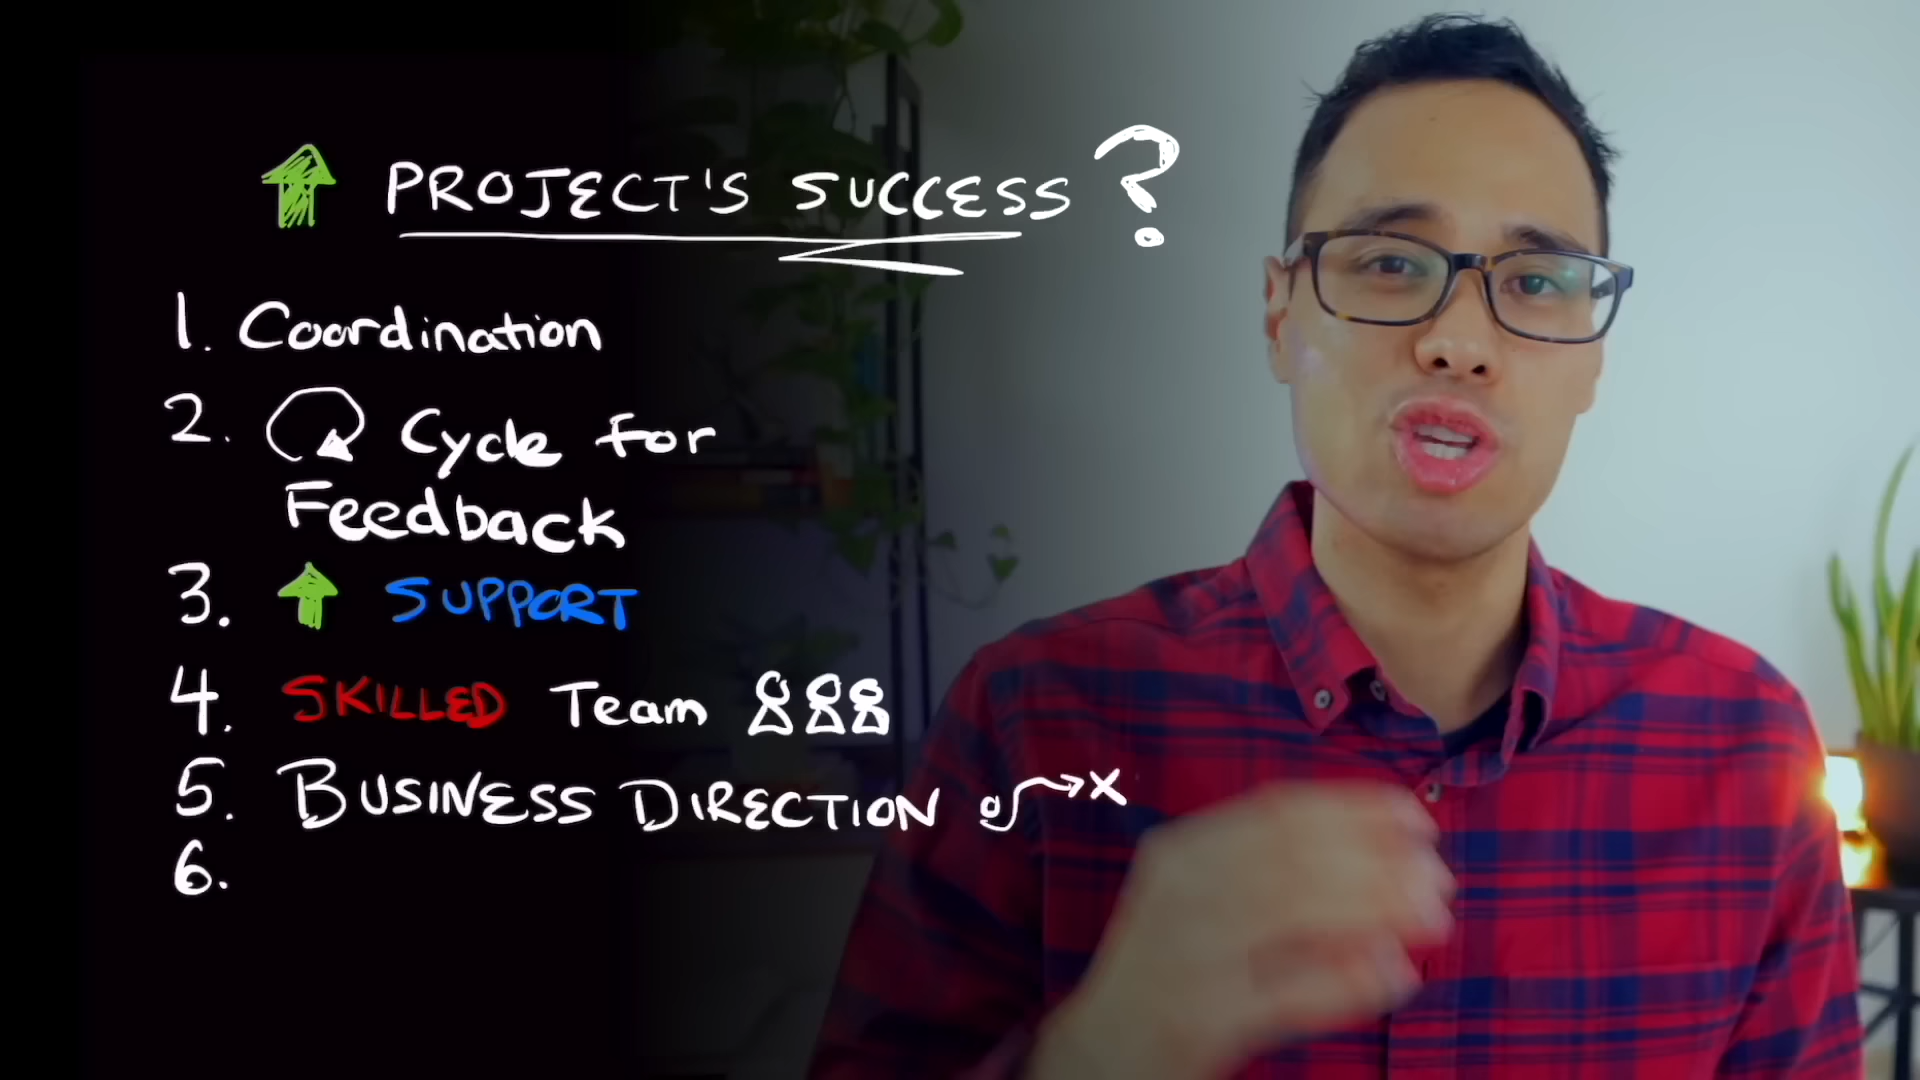 PROJECT'S SUCCESS?
1. Coordination
2. Cycle for
Feedback
3. SUPPORT
4. SKILLED Team
5. BUSINESS DIRECTION
6.